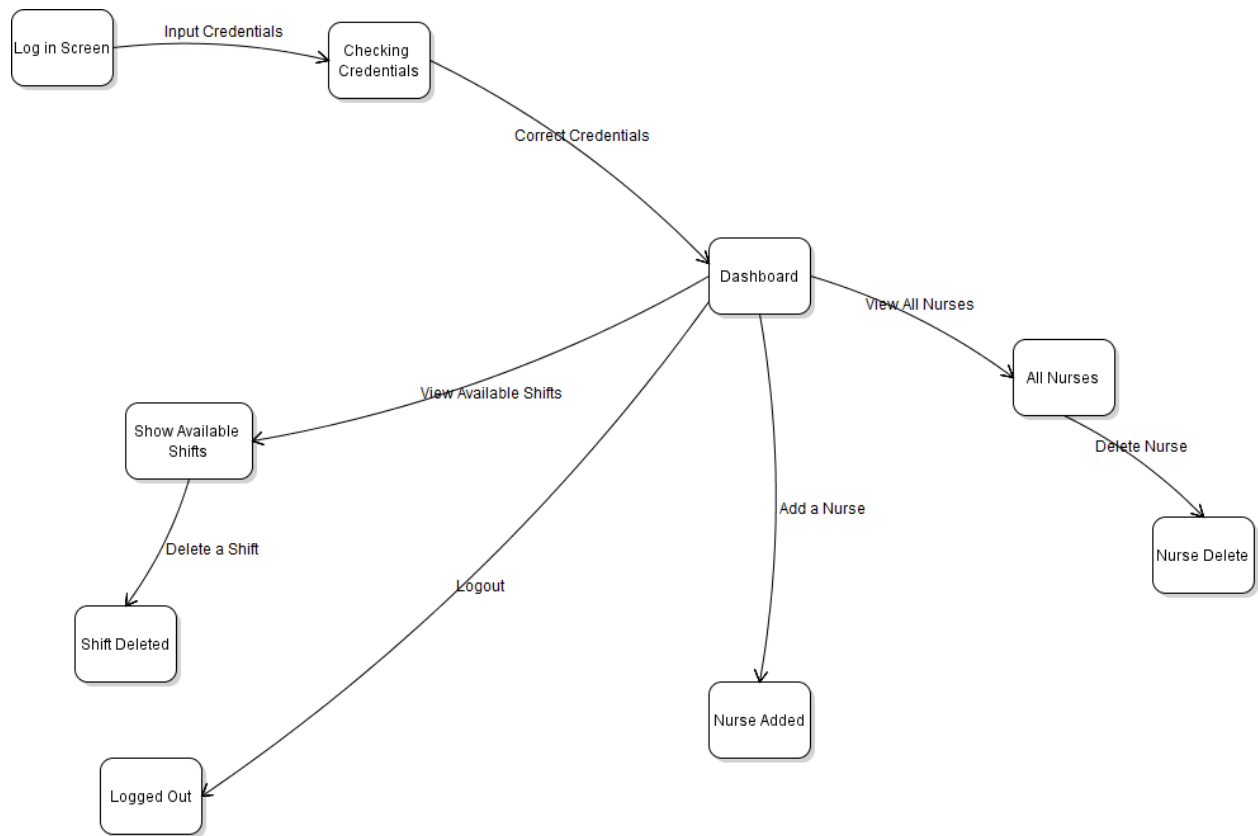 Log in Screen
Input Credentials
Checking
Credentials
Correct Credentials
Dashboard
View All Nurses
All Nurses
View Available Shifts
Show Available
Shifts
Delete Nurse
Add a Nurse
Delete a Shift
Nurse Delete
Logout
Shift Deleted
Nurse Added
Logged Out